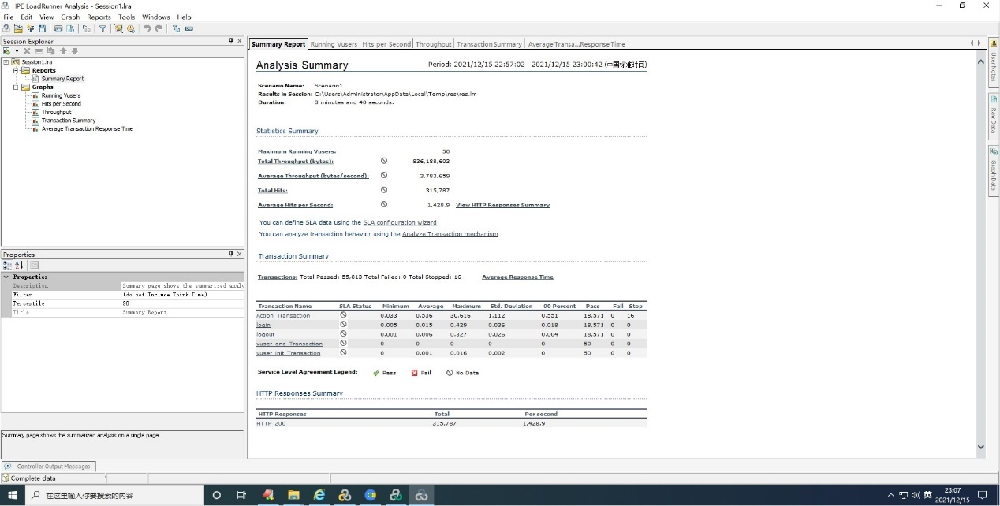 HPE LoadRunner Analysis - Session1.lra
File Edit View Graph Reports Tools Windows Help
Session Explorer
Session1.lra
Reports
Summary Report
Graphs
Running Vusers
Hits per Second
Throughput
Transaction Summary
Average Transaction Response Time
Properties
Properties
Description Summary page shows the summarized analy
Filter (do not Include Think Time)
Percentile 90
Title Summary Report
Summary page shows the summarized analysis on a single page
Summary Report Running Vusers Hits per Second Throughput TransactionSummary Average Transa...Response Time
Analysis Summary Period: 2021/12/15 22:57:02 - 2021/12/15 23:00:42 (中国标准时间)
Scenario Name: Scenario1
Results in Session: C:\Users\Administrator\AppData\Local\Temp\res\res.lrr
Duration: 3 minutes and 40 seconds.
Statistics Summary
Maximum Running Vusers: 50
Total Throughput (bytes): 836,188,603
Average Throughput (bytes/second): 3,783,659
Total Hits: 315,787
Average Hits per Second: 1,428.9 View HTTP Responses Summary
You can define SLA data using the SLA configuration wizard
You can analyze transaction behavior using the Analyze Transaction mechanism
Transaction Summary
Transactions: Total Passed: 55,813 Total Failed: 0 Total Stopped: 16 Average Response Time
Transaction Name SLA Status Minimum Average Maximum Std. Deviation 90 Percent Pass Fail Stop
Action_Transaction 0.033 0.536 30.616 1.112 0.551 18,571 0 16
login 0.005 0.015 0.429 0.036 0.018 18,571 0 0
logout 0.001 0.006 0.327 0.026 0.004 18,571 0 0
vuser_end_Transaction 0 0 0 0 0 50 0 0
vuser_init_Transaction 0 0.001 0.016 0.002 0 50 0 0
Service Level Agreement Legend: Pass Fail No Data
HTTP Responses Summary
HTTP Responses Total Per second
HTTP_200 315,787 1,428.9
User Notes
Raw Data
Graph Data
Controller Output Messages
Complete data
在这里输入你要搜索的内容
英
23:07
2021/12/15